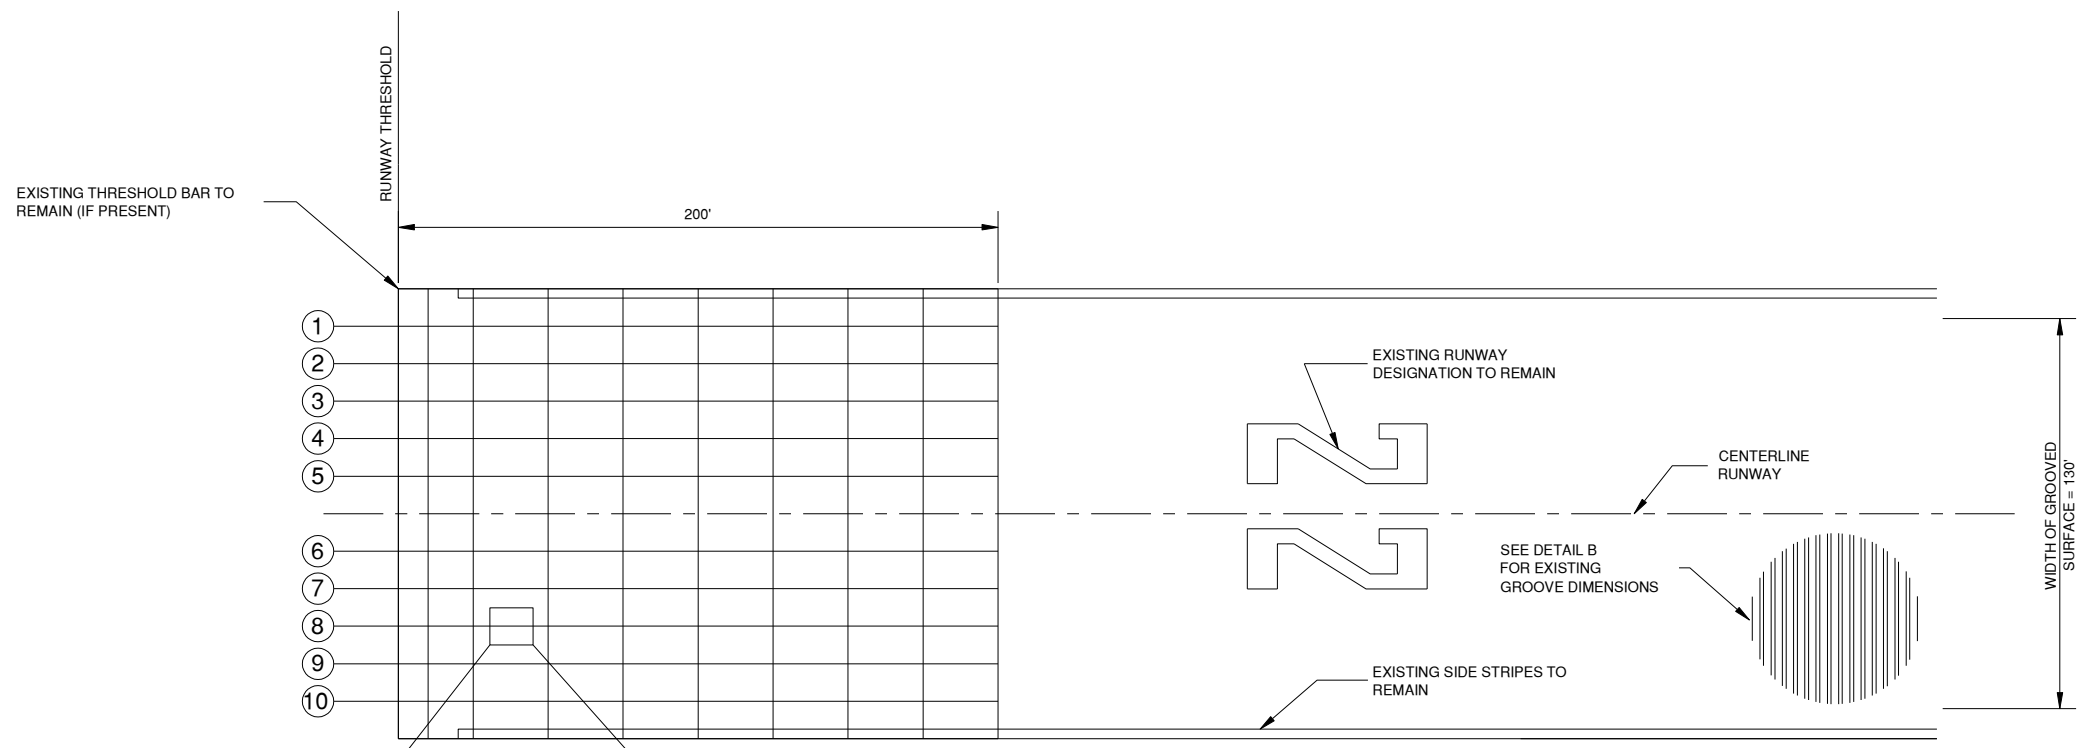 RUNWAY THRESHOLD
EXISTING THRESHOLD BAR TO
REMAIN (IF PRESENT)
200'
1
2
3
4
5
6
7
8
9
10
EXISTING RUNWAY
DESIGNATION TO REMAIN
22
CENTERLINE
RUNWAY
SEE DETAIL B
FOR EXISTING
GROOVE DIMENSIONS
EXISTING SIDE STRIPES TO
REMAIN
WIDTH OF GROOVED
SURFACE = 130'